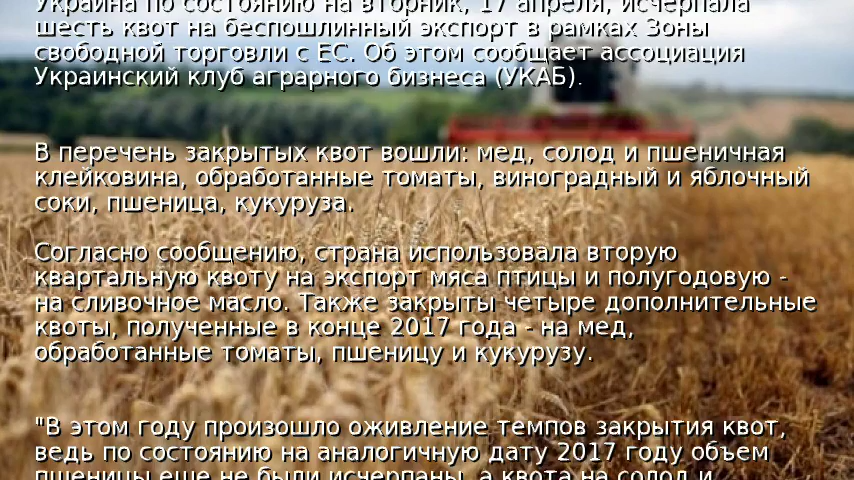 Украина по состоянию на вторник, 17 апреля, исчерпала
шесть квот на беспошлинный экспорт в рамках Зоны
свободной торговли с ЕС. Об этом сообщает ассоциация
Украинский клуб аграрного бизнеса (УКАБ).
В перечень закрытых квот вошли: мед, солод и пшеничная
клейковина, обработанные томаты, виноградный и яблочный
соки, пшеница, кукуруза.
Согласно сообщению, страна использовала вторую
квартальную квоту на экспорт мяса птицы и полугодовую -
на сливочное масло. Также закрыты четыре дополнительные
квоты, полученные в конце 2017 года - на мед,
обработанные томаты, пшеницу и кукурузу.
"В этом году произошло оживление темпов закрытия квот,
ведь по состоянию на аналогичную дату 2017 году объем
пшеницы еще не были исчерпаны, а квота на солод и